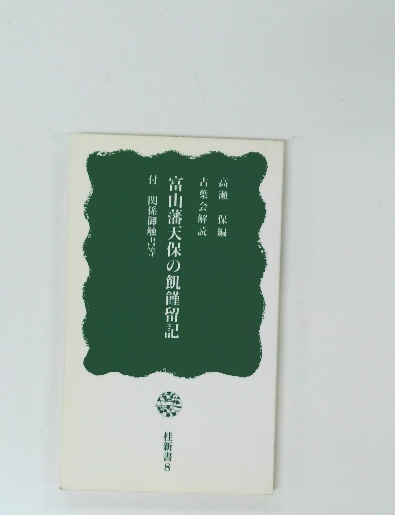 高瀬 保編
古葉会解読
富山藩天保の飢饉留記
付 関係御触書等
桂新書8